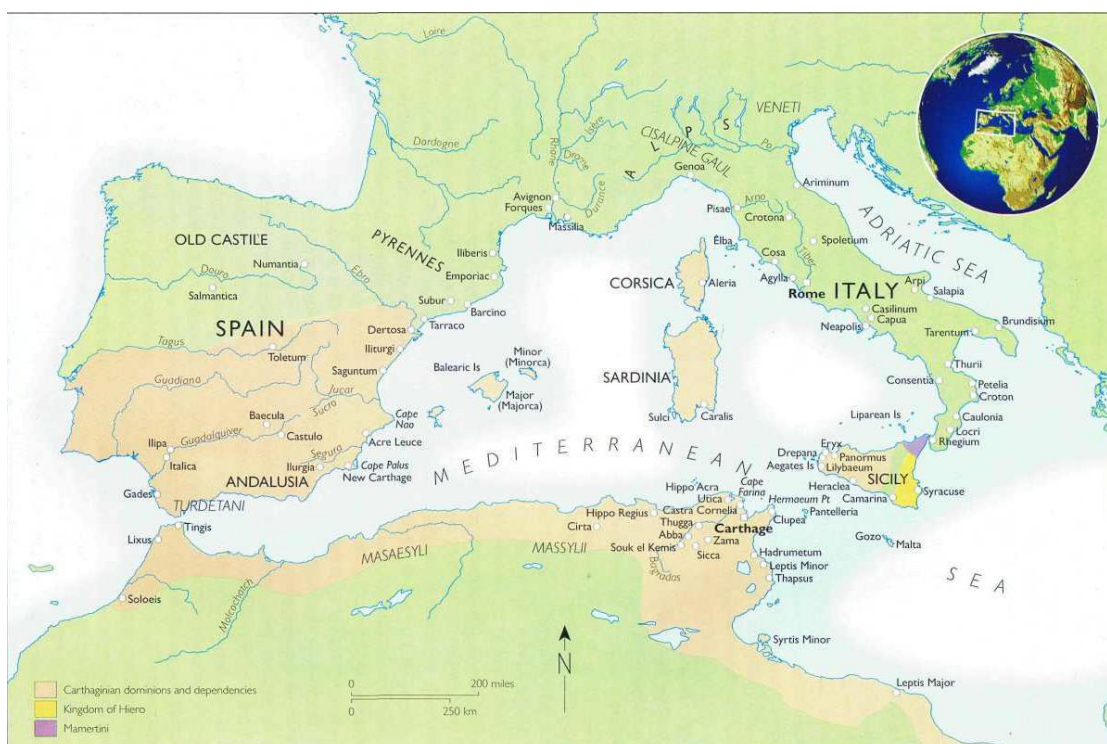 Loire
VENETI
A L P S
CISALPINE GAUL
Po
Isère
Dordogne
Rhone
Drome
Durance
Genoa
Ariminum
Avignon
Forques
Massilia
Pisae
Arno
Crotona
ADRIATIC SEA
OLD CASTILE
PYRENNES
Iliberis
Elba
Spoletium
Numantia
Ebro
Emporiac
Cosa
Tiber
Douro
Salmantica
CORSICA
Aleria
Agylla
Rome
ITALY
Arpi
Salapia
Subur
Barcino
Casilinum
Capua
SPAIN
Dertosa
Tarraco
Neapolis
Tarentum
Brundisium
Tagus
Toletum
Iliturgi
Minor
(Minorca)
Thurii
Saguntum
Balearic Is
SARDINIA
Consentia
Petelia
Croton
Guadiana
Jucar
Major
(Majorca)
Sucro
Baecula
Cape
Nao
Sulci
Caralis
Liparean Is
Caulonia
Guadalquiver
Castulo
Acre Leuce
Locri
Rhegium
Ilipa
Italica
Segura
Ilurgia
Cape Palus
New Carthage
MEDITERRANEAN
Eryx
Drepana
Panormus
Aegates Is
Lilybaeum
SICILY
ANDALUSIA
Heraclea
Camarina
Syracuse
Gades
TURDETANI
Hippo Acra
Utica
Cape
Farina
Hermaeum Pt
Pantelleria
Tingis
Lixus
Hippo Regius
Castra
Cornelia
Cirta
Thugga
Carthage
Clupea
Abba
Zama
Gozo
Malta
MASAESYLI
MASSYLII
Souk el Kemis
Sicca
Hadrumetum
Leptis Minor
Thapsus
Bagradas
SEA
Soloeis
Molcochatch
Syrtis Minor
N
Leptis Major
Carthaginian dominions and dependencies
Kingdom of Hiero
Mamertini
0 200 miles
0 250 km